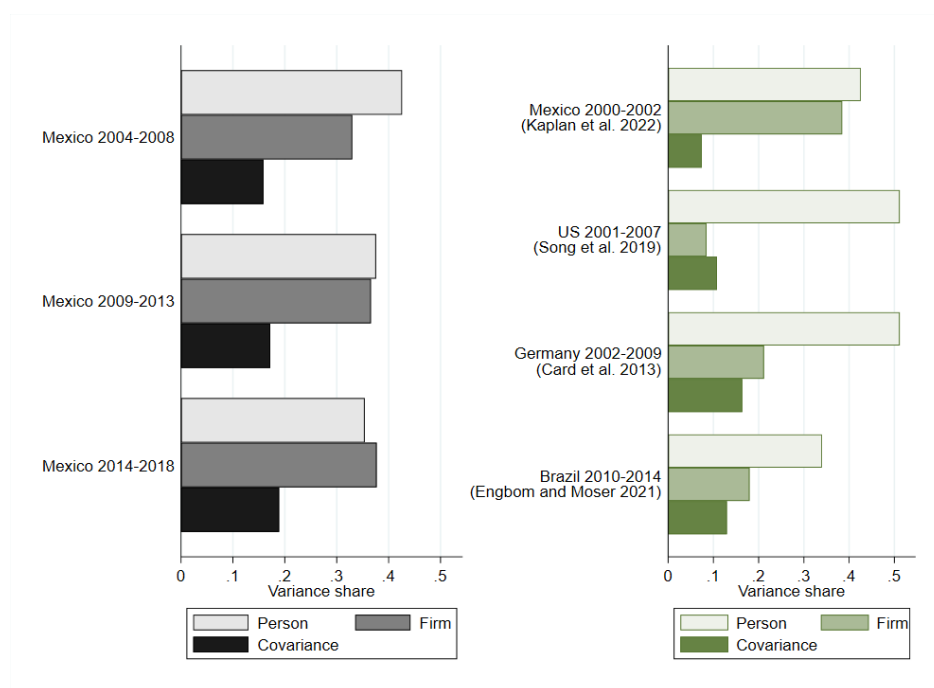 Mexico 2004-2008
Mexico 2009-2013
Mexico 2014-2018
0 .1 .2 .3 .4 .5
Variance share
Person
Firm
Covariance
Mexico 2000-2002
(Kaplan et al. 2022)
US 2001-2007
(Song et al. 2019)
Germany 2002-2009
(Card et al. 2013)
Brazil 2010-2014
(Engbom and Moser 2021)
0 .1 .2 .3 .4 .5
Variance share
Person
Firm
Covariance